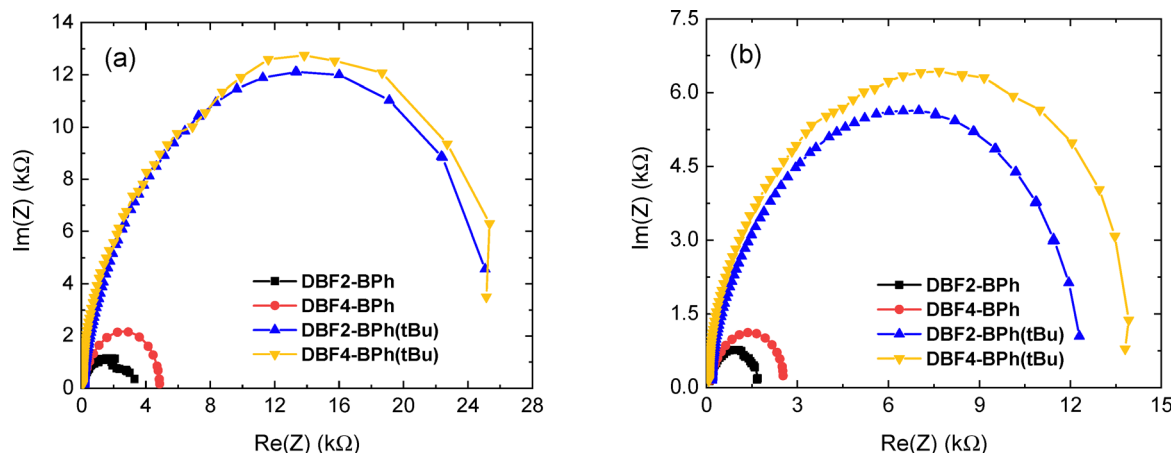 (a)
14
12
10
8
6
4
2
0
Im(Z) (kΩ)
DBF2-BPh
DBF4-BPh
DBF2-BPh(tBu)
DBF4-BPh(tBu)
0 4 8 12 16 20 24 28
Re(Z) (kΩ)
(b)
7.5
6.0
4.5
3.0
1.5
0.0
Im(Z) (kΩ)
DBF2-BPh
DBF4-BPh
DBF2-BPh(tBu)
DBF4-BPh(tBu)
0 3 6 9 12 15
Re(Z) (kΩ)